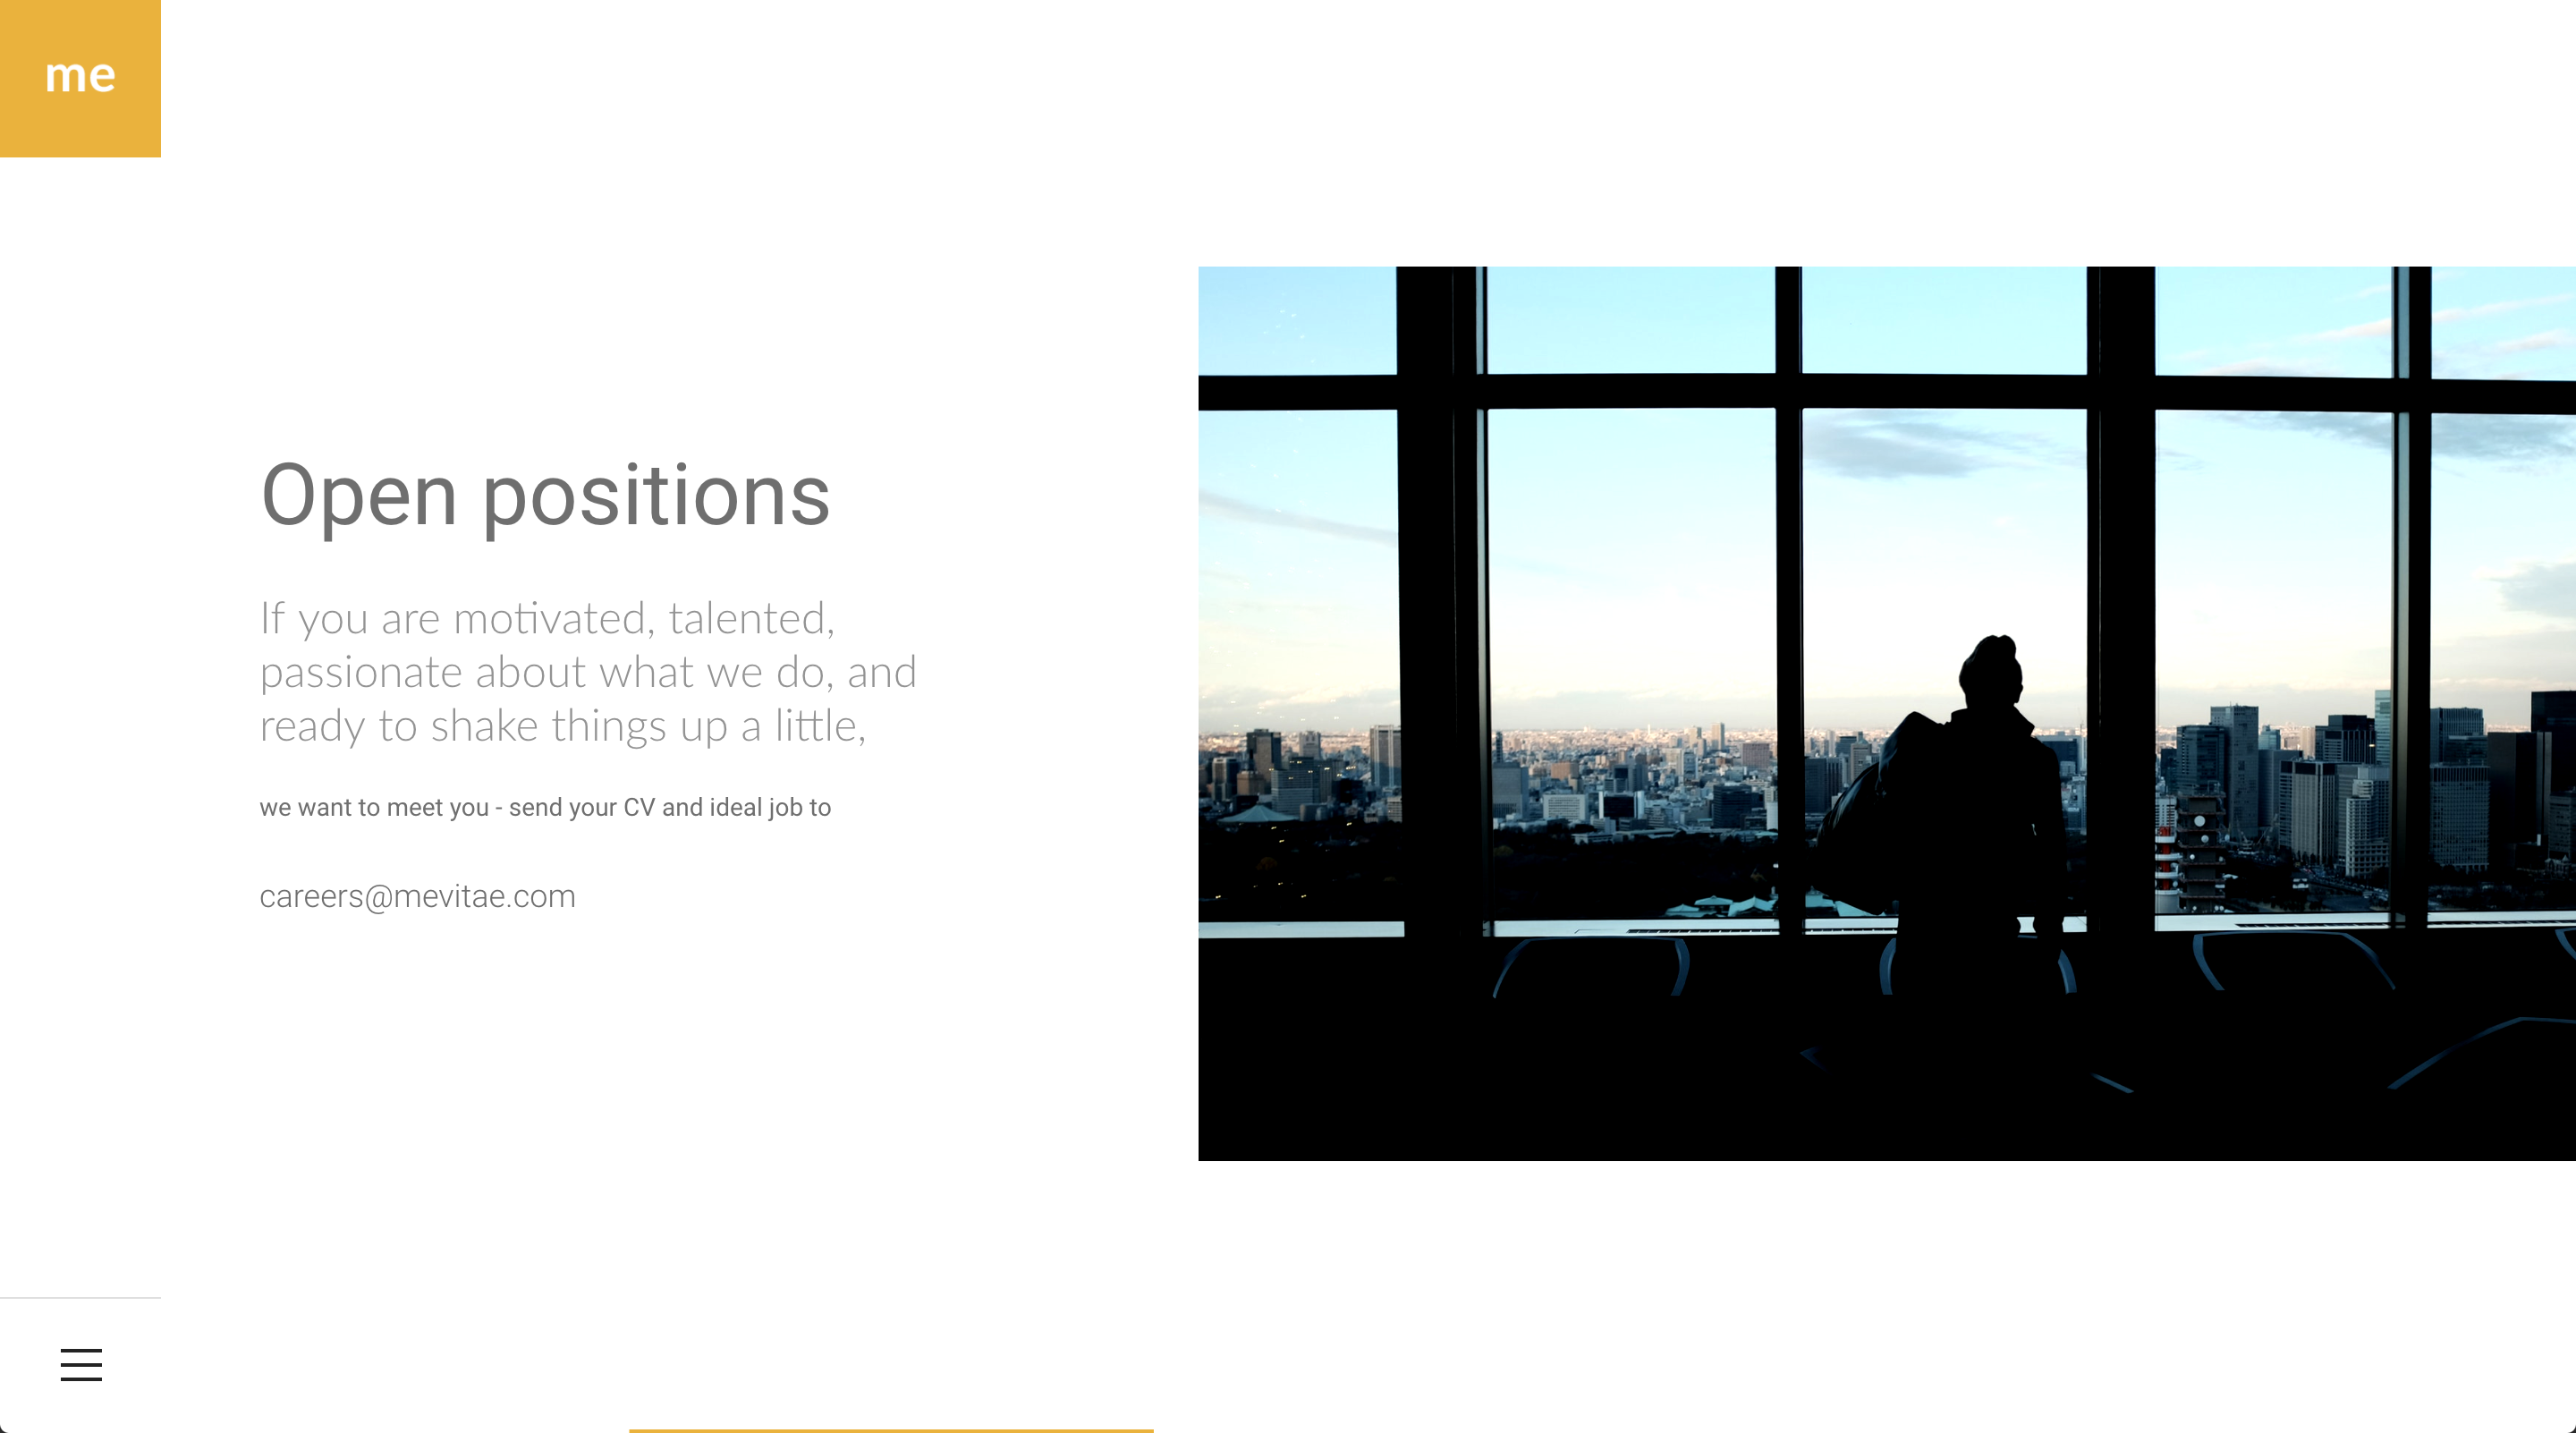 me
Open positions
If you are motivated, talented,
passionate about what we do, and
ready to shake things up a little,
we want to meet you - send your CV and ideal job to
careers@mevitae.com